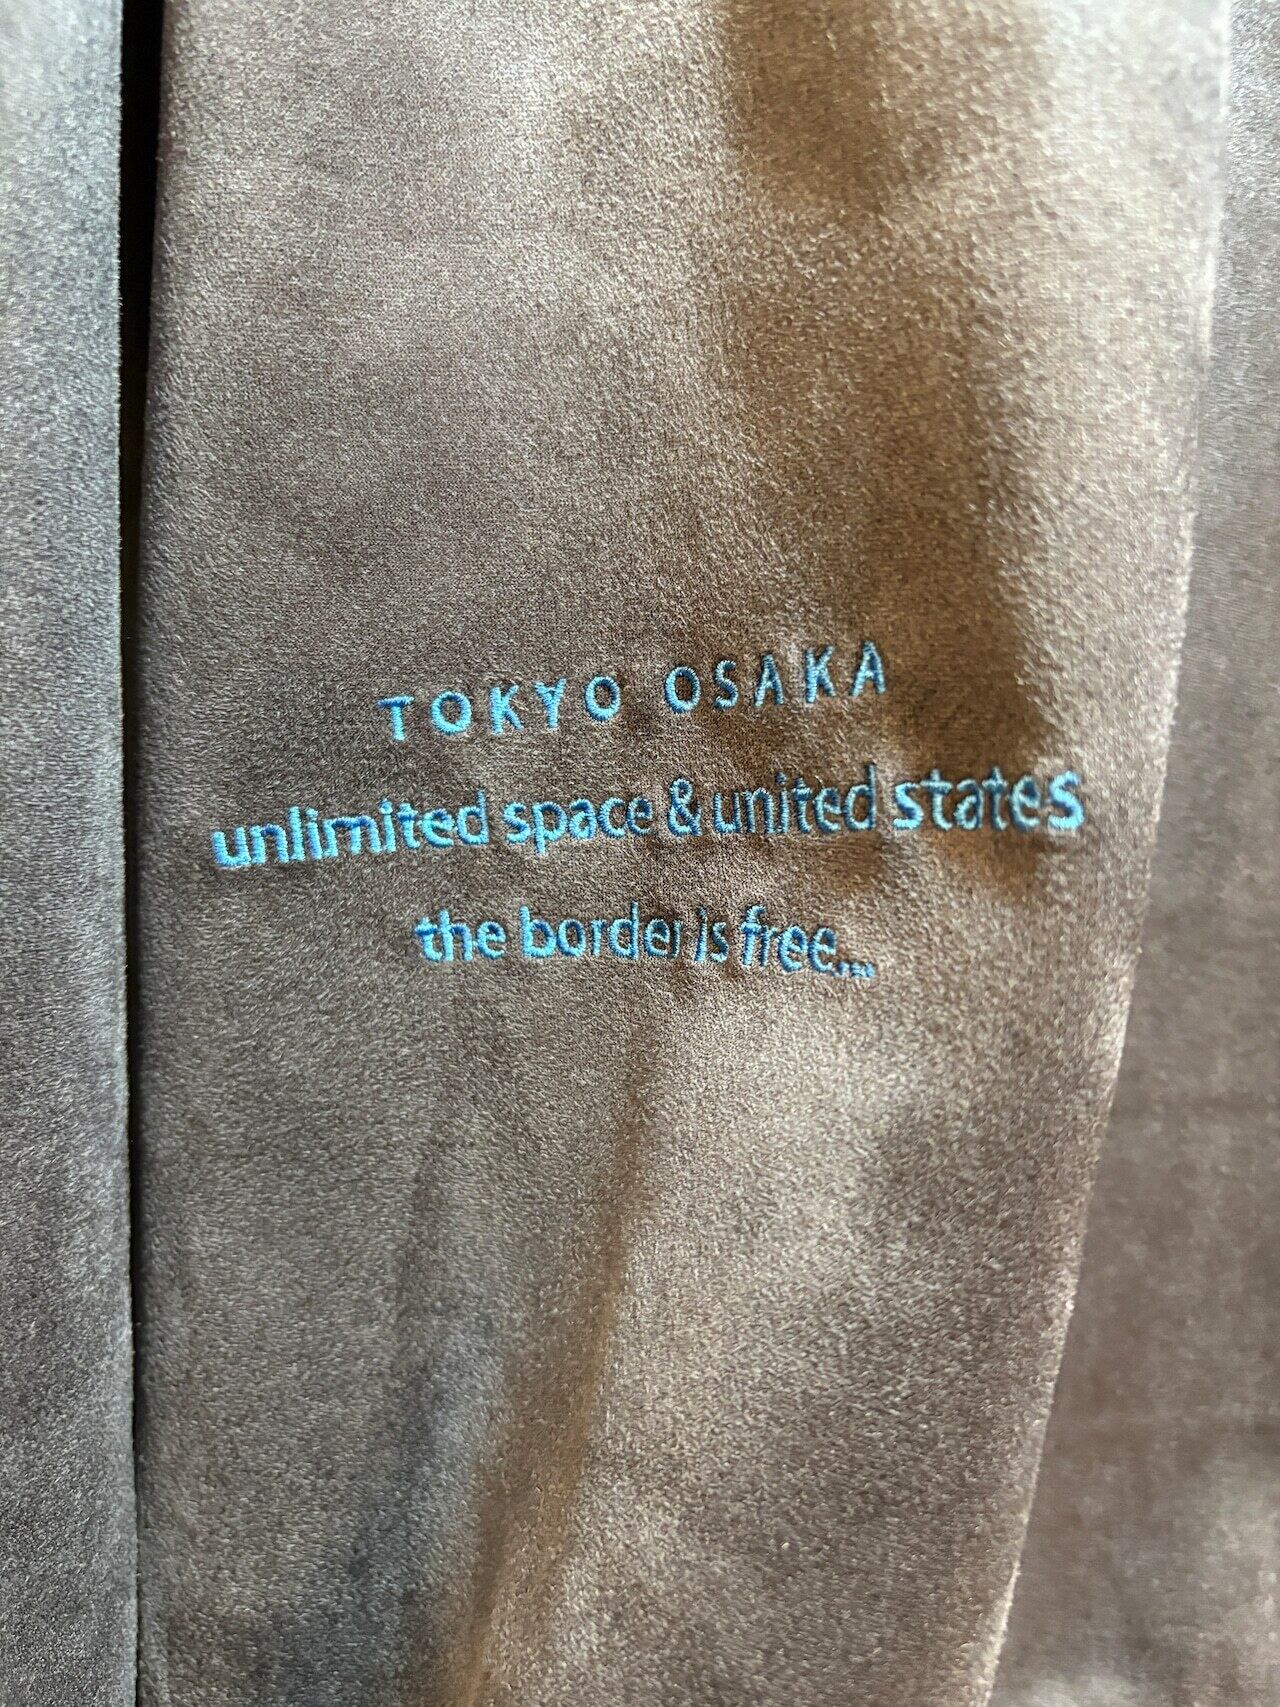 TOKYO OSAKA
unlimited space & united states
the border is free...